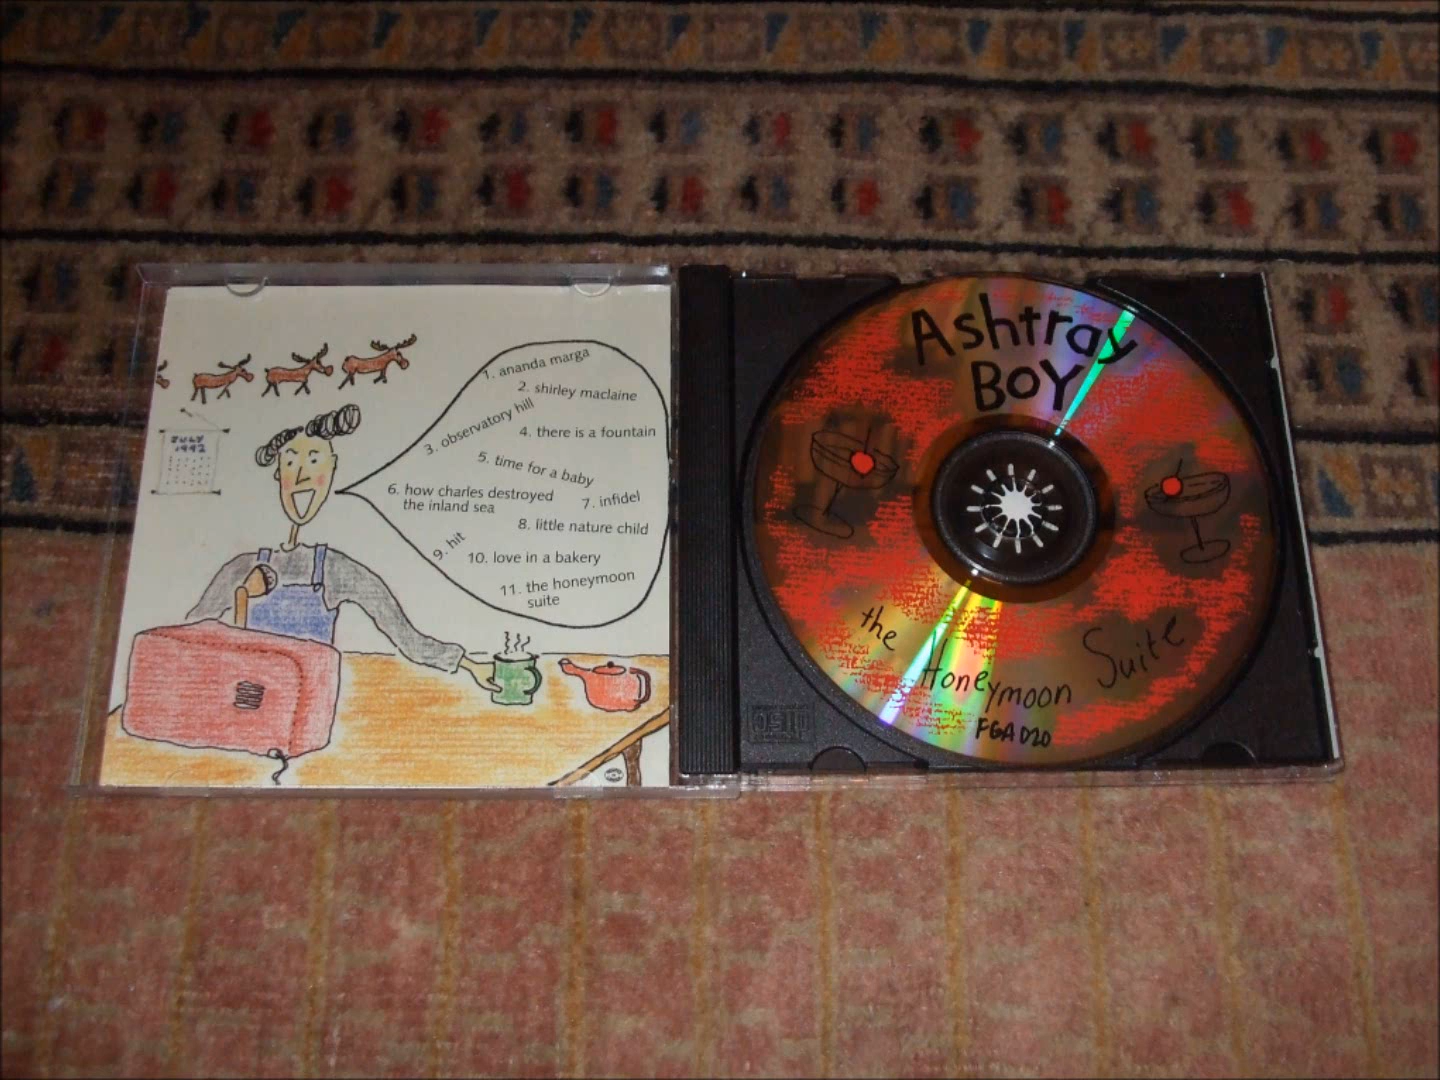 JULY
1992
1. ananda marga
2. shirley maclaine
3. observatory hill
4. there is a fountain
5. time for a baby
6. how charles destroyed
the inland sea
7. infidel
8. little nature child
9. hit
10. love in a bakery
11. the honeymoon
suite
Ashtray
BOY
the Honeymoon Suite
FGAD20